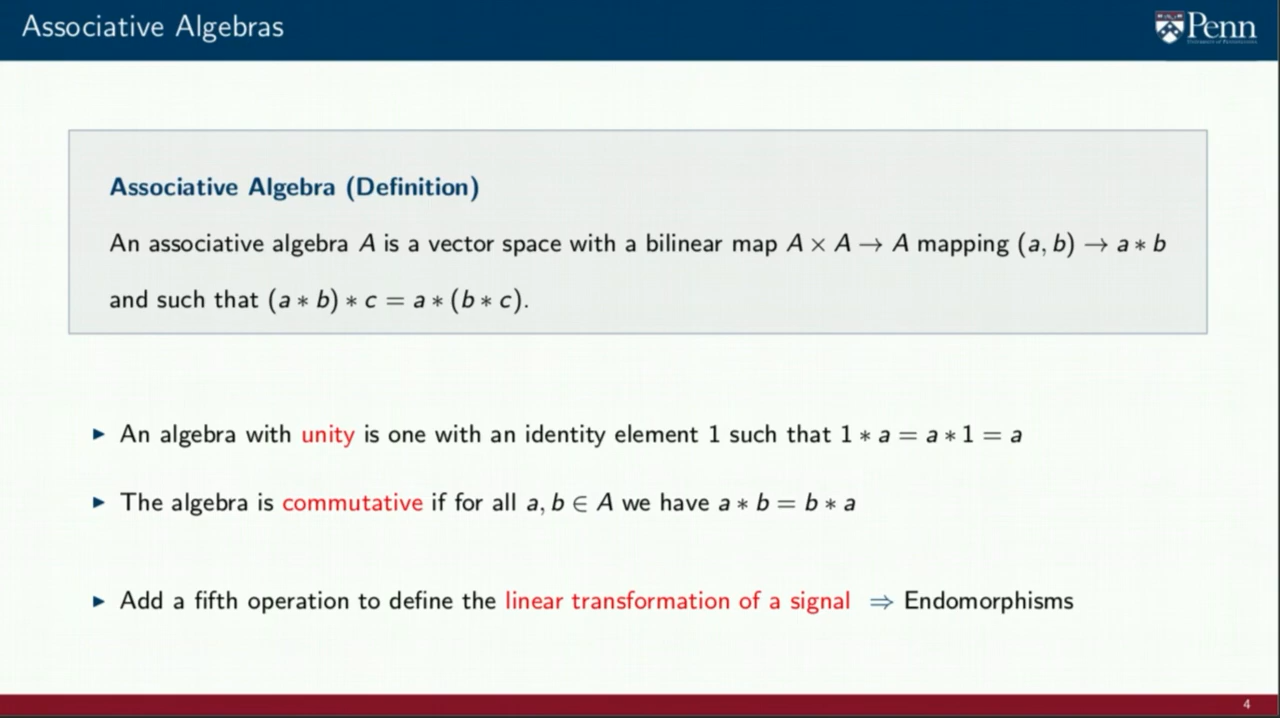 Associative Algebras
Penn
Associative Algebra (Definition)
An associative algebra A is a vector space with a bilinear map A × A → A mapping (a, b) → a ∗ b
and such that (a ∗ b) ∗ c = a ∗ (b ∗ c).
▶ An algebra with unity is one with an identity element 1 such that 1 ∗ a = a ∗ 1 = a
▶ The algebra is commutative if for all a, b ∈ A we have a ∗ b = b ∗ a
▶ Add a fifth operation to define the linear transformation of a signal ⇒ Endomorphisms
4